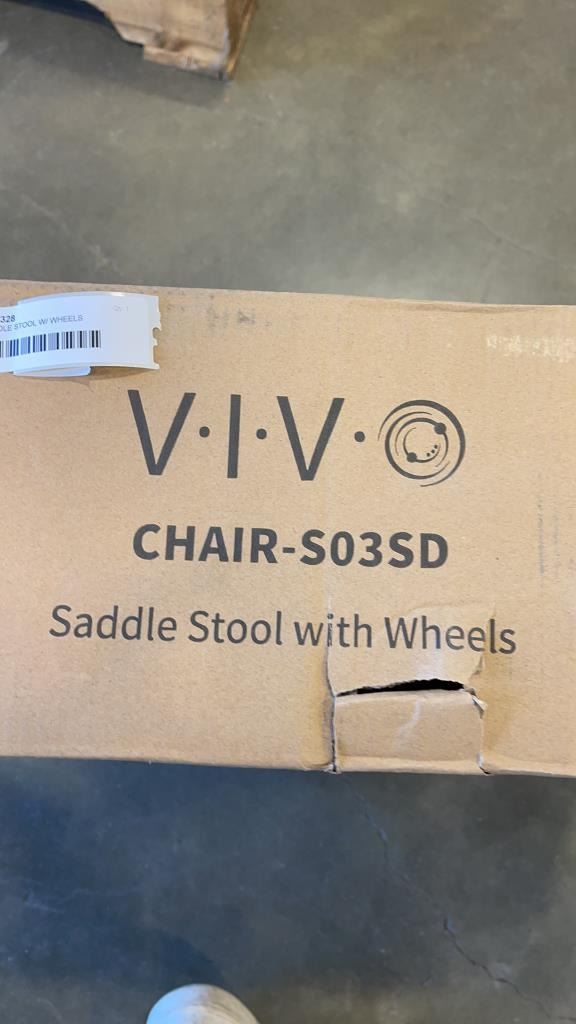 328
DLE STOOL W/ WHEELS
V·I·V·O
CHAIR-S03SD
Saddle Stool with Wheels